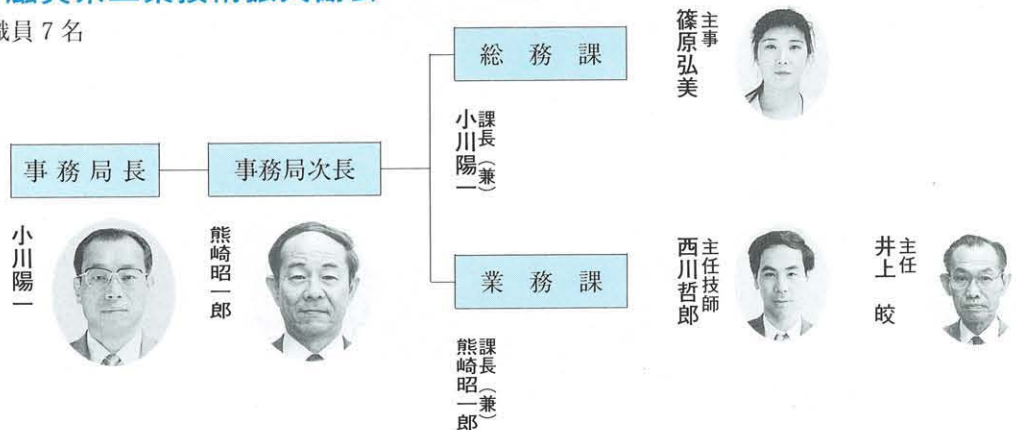 職員7名
事務局長
小川陽一
事務局次長
熊崎昭一郎
総務課
課長(兼)
小川陽一
主事
篠原弘美
業務課
課長(兼)
熊崎昭一郎
主任技師
西川哲郎
主任
井上 皎